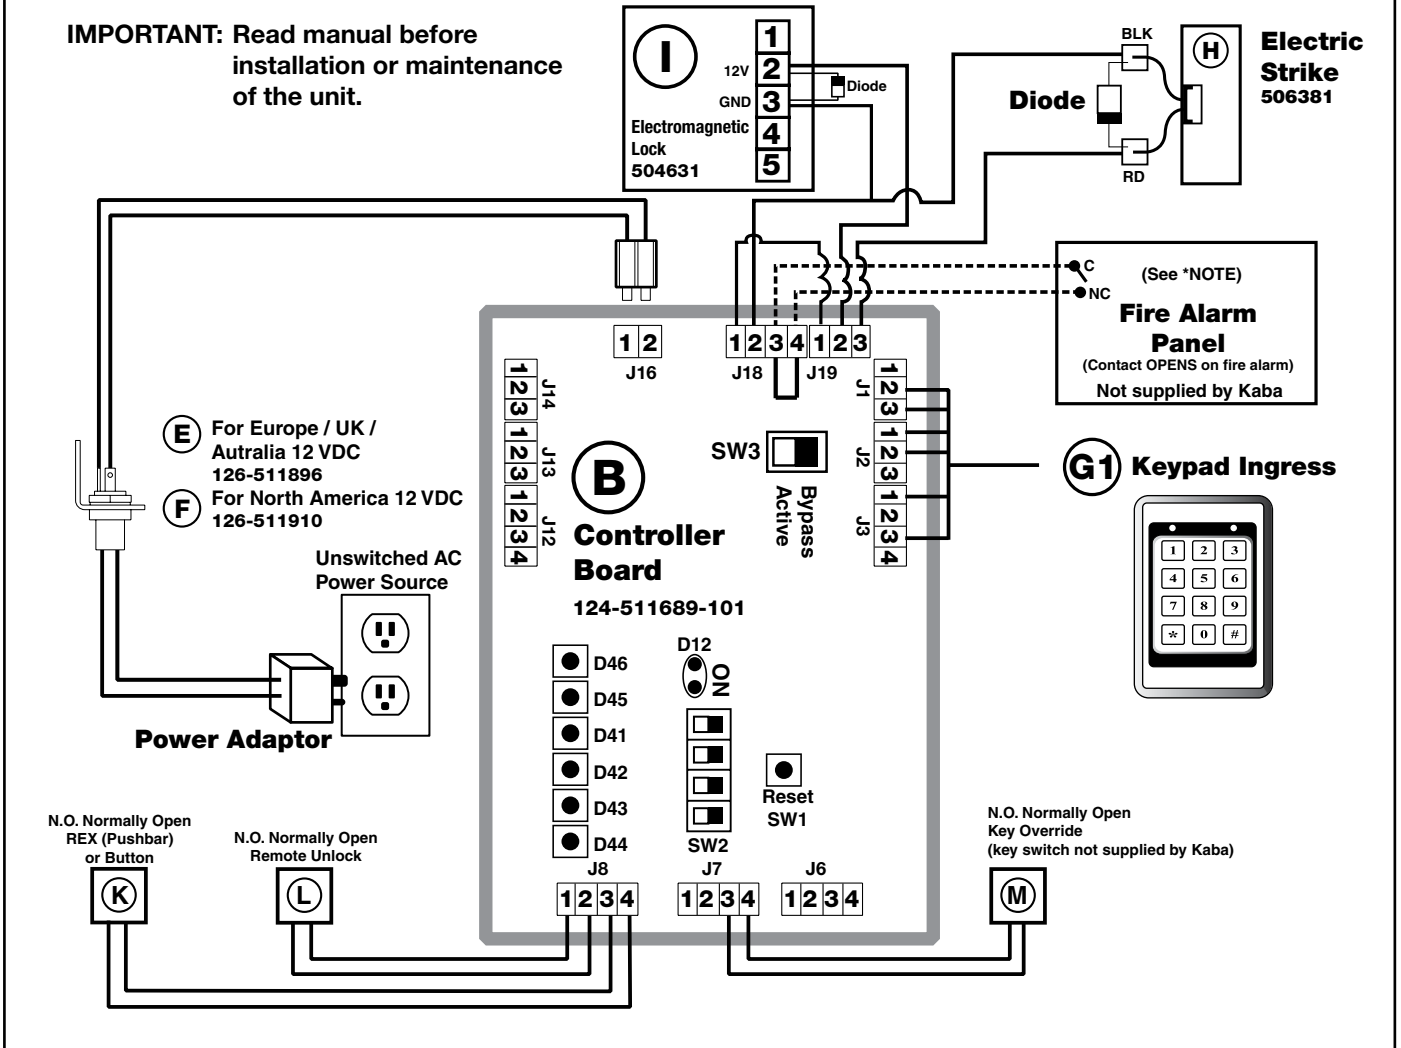 IMPORTANT: Read manual before
installation or maintenance
of the unit.
I
12V
GND
Electromagnetic
Lock
504631
1
2
3
4
5
Diode
BLK
Diode
RD
H
Electric
Strike
506381
C
NC
(See *NOTE)
Fire Alarm
Panel
(Contact OPENS on fire alarm)
Not supplied by Kaba
1 2
J16
1 2 3 4
J18
1 2 3
J19
1 2 3
J14
1 2 3
J13
1 2 3 4
J12
1 2 3
J1
1 2 3
J2
1 2 3 4
J3
SW3
Bypass
Active
B
Controller
Board
124-511689-101
G1 Keypad Ingress
1 2 3
4 5 6
7 8 9
* 0 #
E
For Europe / UK /
Autralia 12 VDC
126-511896
F
For North America 12 VDC
126-511910
Unswitched AC
Power Source
Power Adaptor
D46
D45
D41
D42
D43
D44
D12
ON
SW2
Reset
SW1
J8
1 2 3 4
J7
1 2 3 4
J6
1 2 3 4
N.O. Normally Open
REX (Pushbar)
or Button
K
N.O. Normally Open
Remote Unlock
L
N.O. Normally Open
Key Override
(key switch not supplied by Kaba)
M